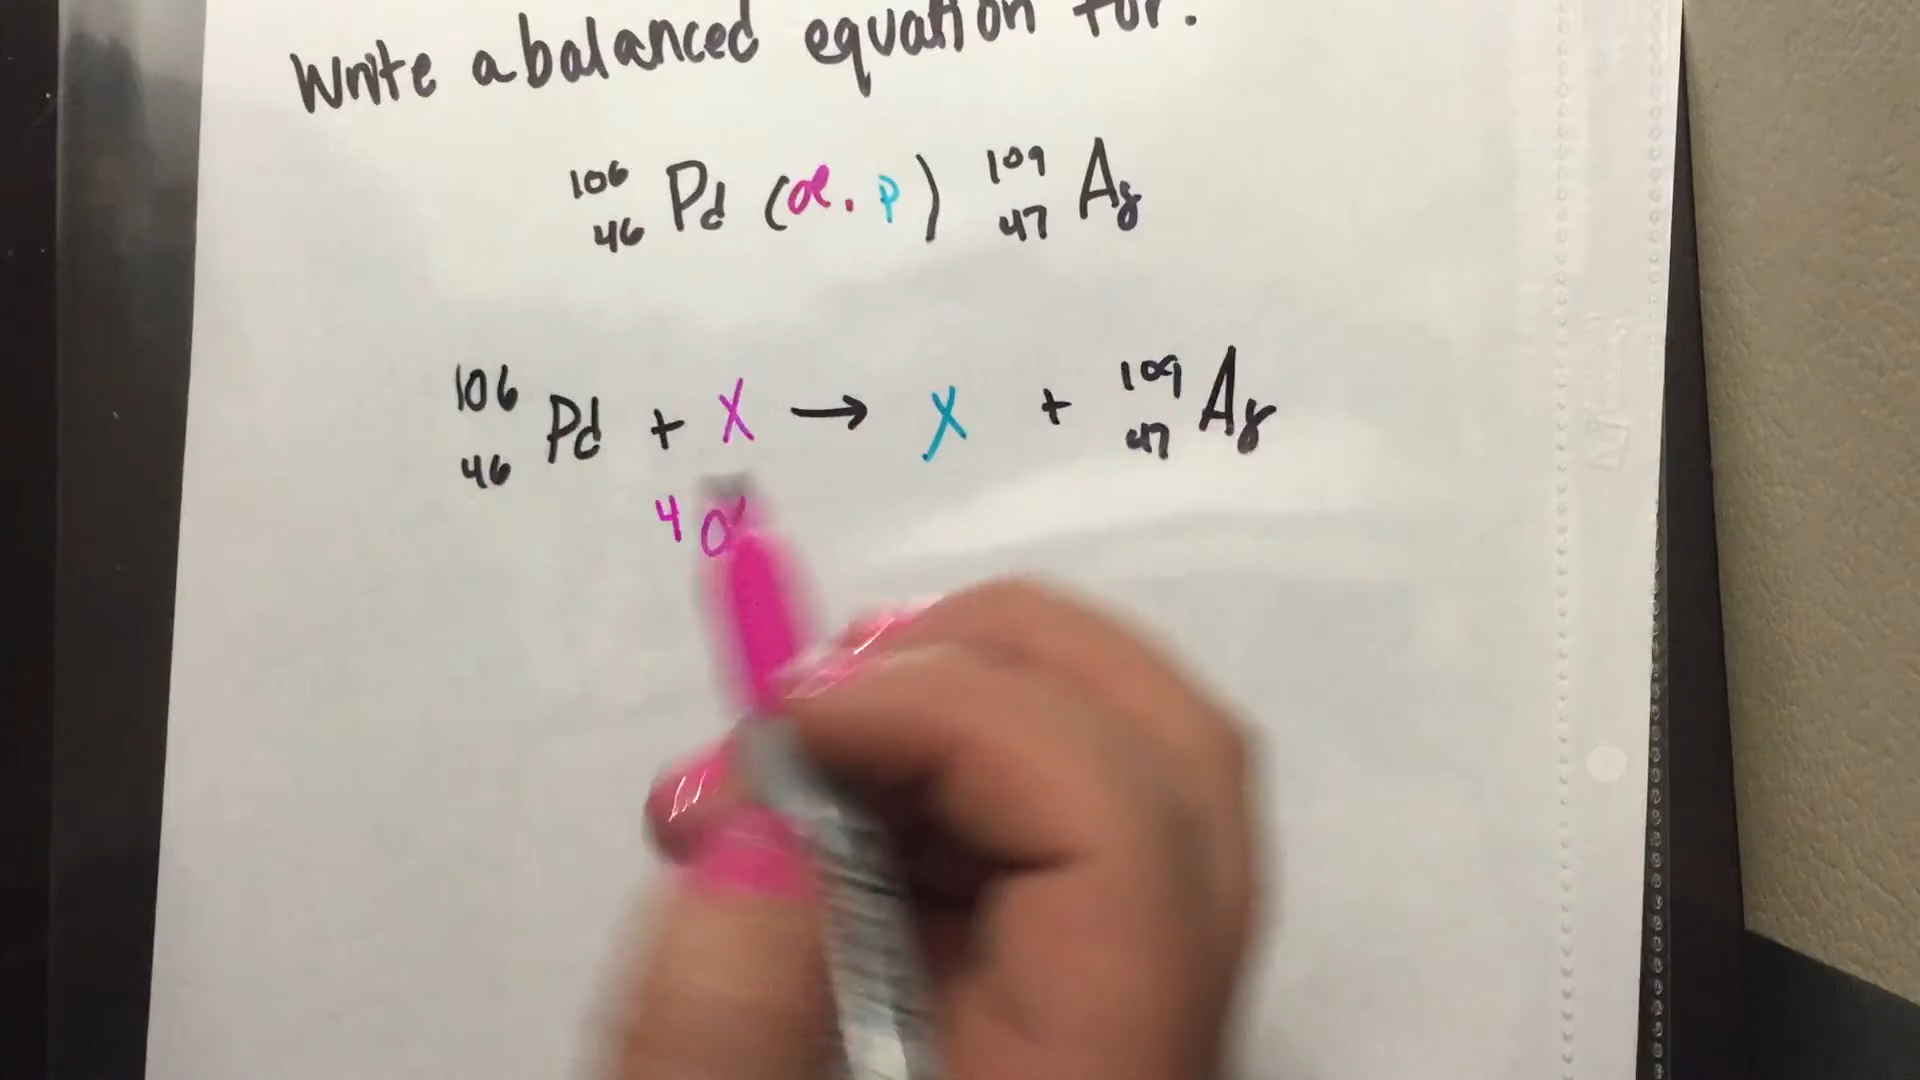 Write a balanced equation for:
106 46 Pd (α, p) 109 47 Ag
106 46 Pd + X → X + 109 47 Ag
4 α